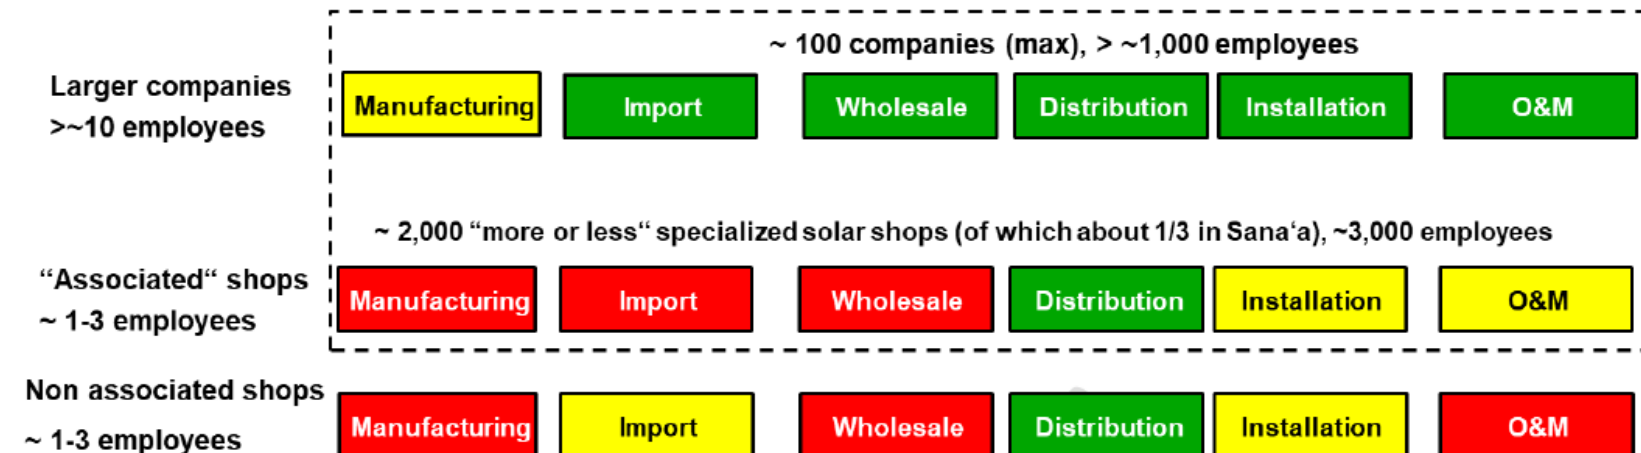 ~ 100 companies (max), > ~1,000 employees
Larger companies
>~10 employees
Manufacturing Import Wholesale Distribution Installation O&M
~ 2,000 “more or less“ specialized solar shops (of which about 1/3 in Sana‘a), ~3,000 employees
“Associated“ shops
~ 1-3 employees
Manufacturing Import Wholesale Distribution Installation O&M
Non associated shops
~ 1-3 employees
Manufacturing Import Wholesale Distribution Installation O&M